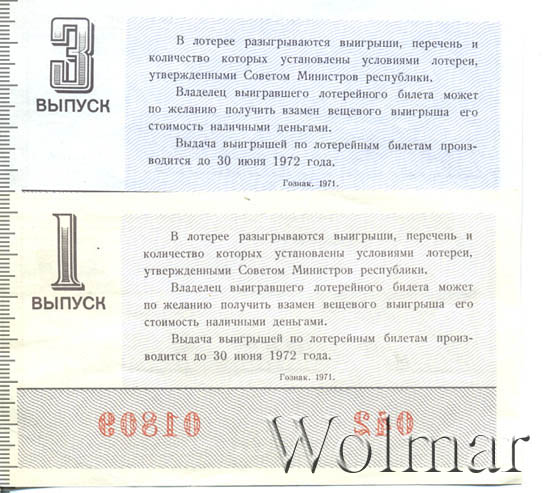 3
ВЫПУСК
В лотерее разыгрываются выигрыши, перечень и
количество которых установлены условиями лотереи,
утвержденными Советом Министров республики.
Владелец выигравшего лотерейного билета может
по желанию получить взамен вещевого выигрыша его
стоимость наличными деньгами.
Выдача выигрышей по лотерейным билетам произ-
водится до 30 июня 1972 года.
Гознак. 1971.
1
ВЫПУСК
В лотерее разыгрываются выигрыши, перечень и
количество которых установлены условиями лотереи,
утвержденными Советом Министров республики.
Владелец выигравшего лотерейного билета может
по желанию получить взамен вещевого выигрыша его
стоимость наличными деньгами.
Выдача выигрышей по лотерейным билетам произ-
водится до 30 июня 1972 года.
Гознак. 1971.
01809
Wolmar